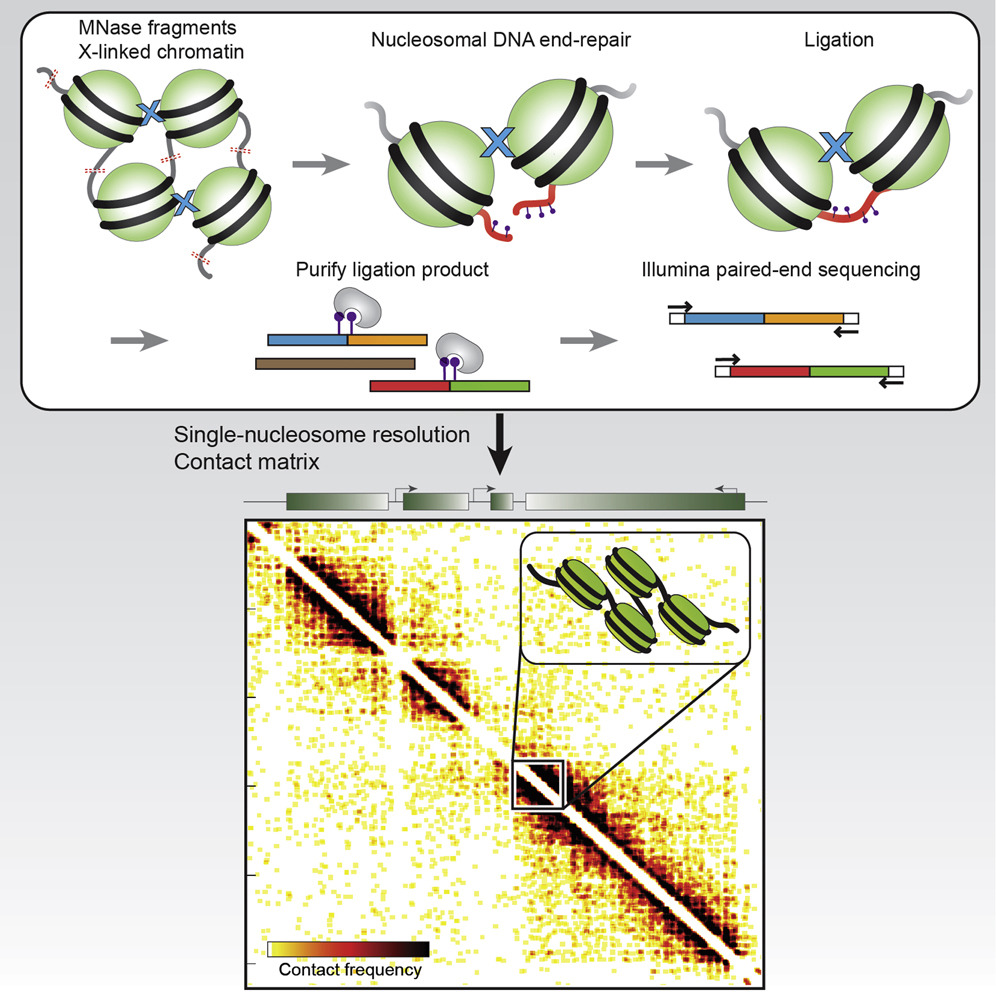 MNase fragments
X-linked chromatin
Nucleosomal DNA end-repair
Ligation
Purify ligation product
Illumina paired-end sequencing
Single-nucleosome resolution
Contact matrix
Contact frequency